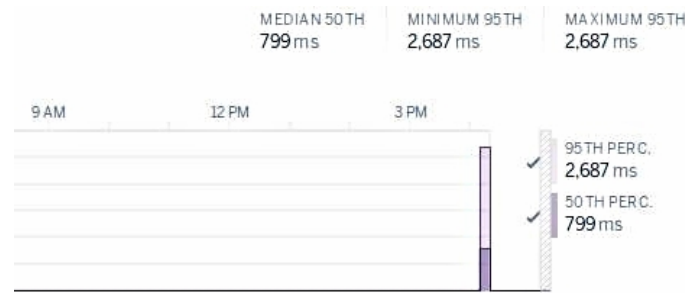 MEDIAN 50TH MINIMUM 95TH MAXIMUM 95TH
799 ms 2,687 ms 2,687 ms
9 AM 12 PM 3 PM
95TH PERC.
2,687 ms
50TH PERC.
799 ms